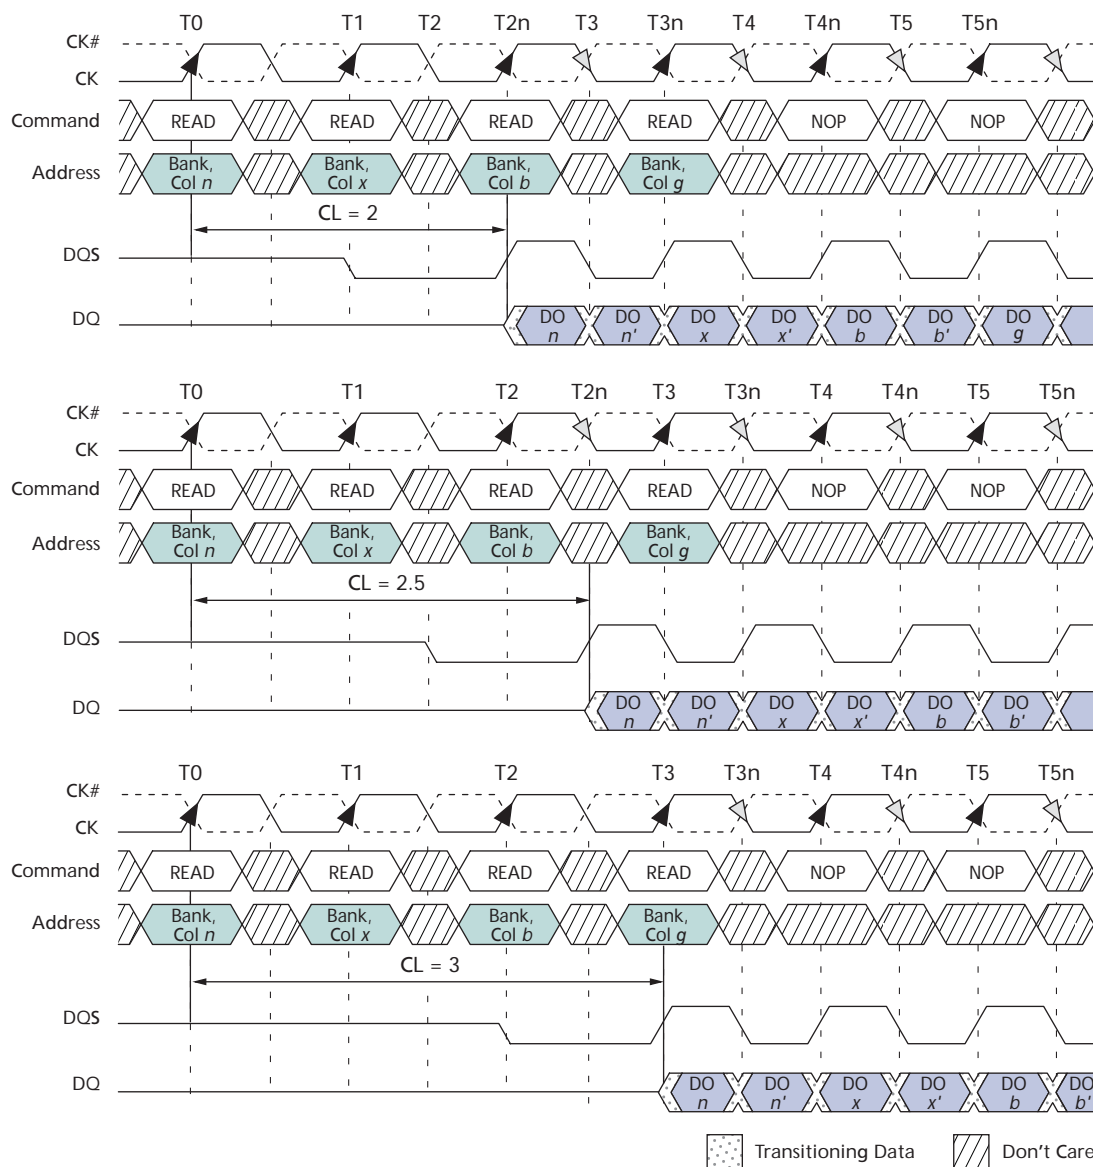 T0 T1 T2 T2n T3 T3n T4 T4n T5 T5n
CK#
CK
Command READ READ READ READ NOP NOP
Address Bank, Col n Bank, Col x Bank, Col b Bank, Col g
CL = 2
DQS
DQ DO n DO n' DO x DO x' DO b DO b' DO g
T0 T1 T2 T2n T3 T3n T4 T4n T5 T5n
CK#
CK
Command READ READ READ READ NOP NOP
Address Bank, Col n Bank, Col x Bank, Col b Bank, Col g
CL = 2.5
DQS
DQ DO n DO n' DO x DO x' DO b DO b'
T0 T1 T2 T3 T3n T4 T4n T5 T5n
CK#
CK
Command READ READ READ READ NOP NOP
Address Bank, Col n Bank, Col x Bank, Col b Bank, Col g
CL = 3
DQS
DQ DO n DO n' DO x DO x' DO b DO b'
Transitioning Data Don't Care